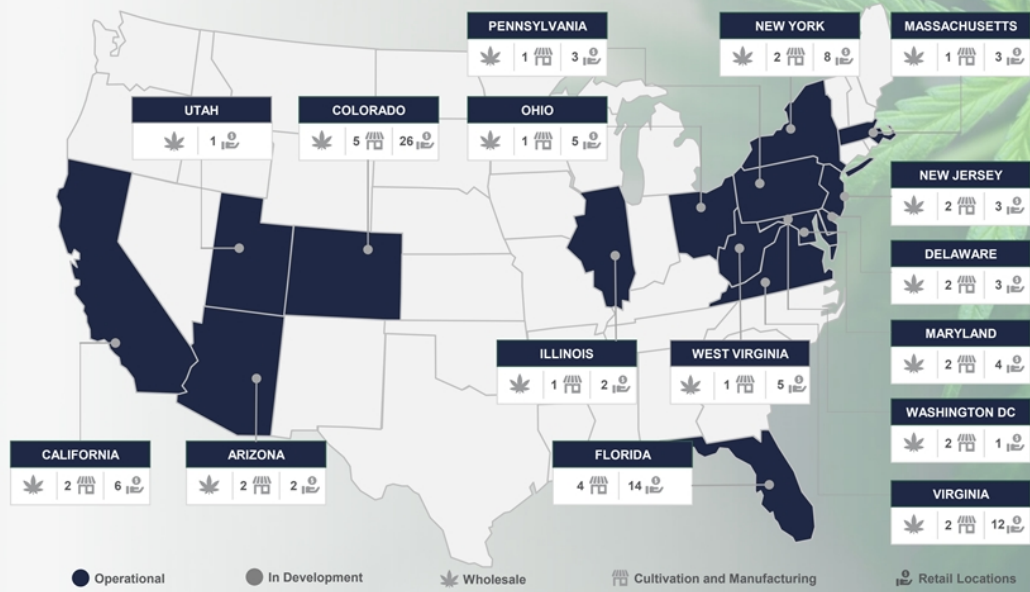 PENNSYLVANIA
1 3
NEW YORK
2 8
MASSACHUSETTS
1 3
UTAH
1
COLORADO
5 26
OHIO
1 5
NEW JERSEY
2 3
DELAWARE
2 3
MARYLAND
2 4
ILLINOIS
1 2
WEST VIRGINIA
1 5
WASHINGTON DC
2 1
CALIFORNIA
2 6
ARIZONA
2 2
FLORIDA
4 14
VIRGINIA
2 12
Operational
In Development
Wholesale
Cultivation and Manufacturing
Retail Locations